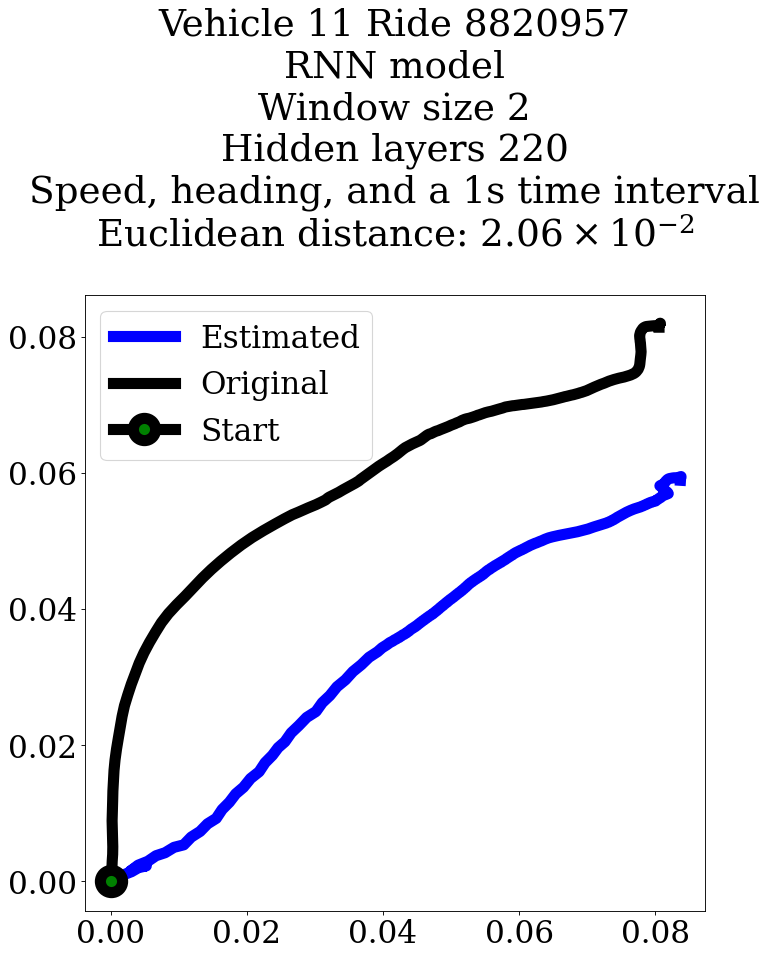 Vehicle 11 Ride 8820957
RNN model
Window size 2
Hidden layers 220
Speed, heading, and a 1s time interval
Euclidean distance: 2.06 × 10⁻²
Estimated
Original
Start
0.08
0.06
0.04
0.02
0.00
0.00 0.02 0.04 0.06 0.08